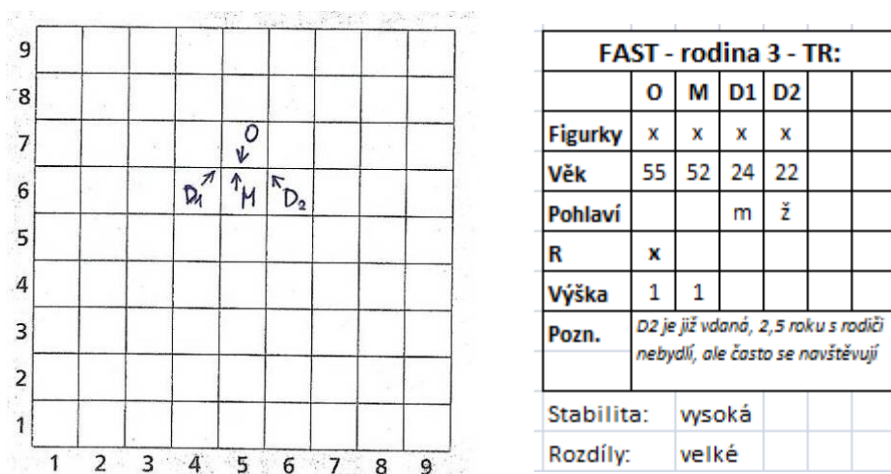 9
8
7
O
6
D1 M D2
5
4
3
2
1
1 2 3 4 5 6 7 8 9
FAST - rodina 3 - TR:
O M D1 D2
Figurky x x x x
Věk 55 52 24 22
Pohlaví m ž
R x
Výška 1 1
Pozn. D2 je již vdaná, 2,5 roku s rodiči
nebydlí, ale často se navštěvují
Stabilita: vysoká
Rozdíly: velké